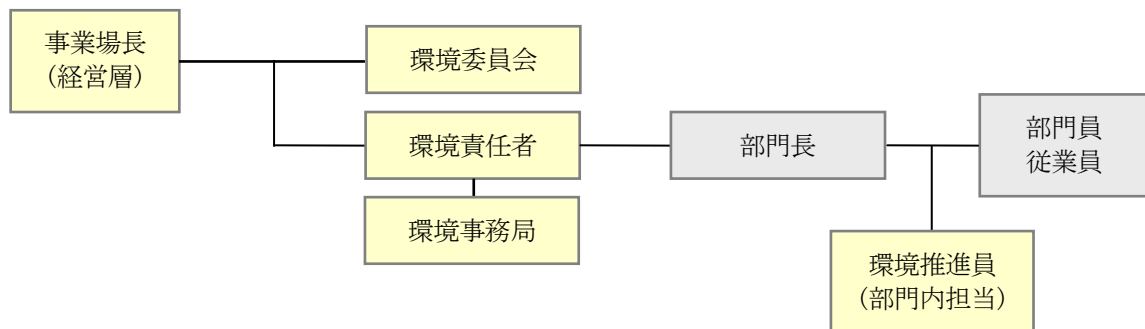 事業場長
（経営層）
環境委員会
環境責任者
環境事務局
部門長
部門員
従業員
環境推進員
（部門内担当）